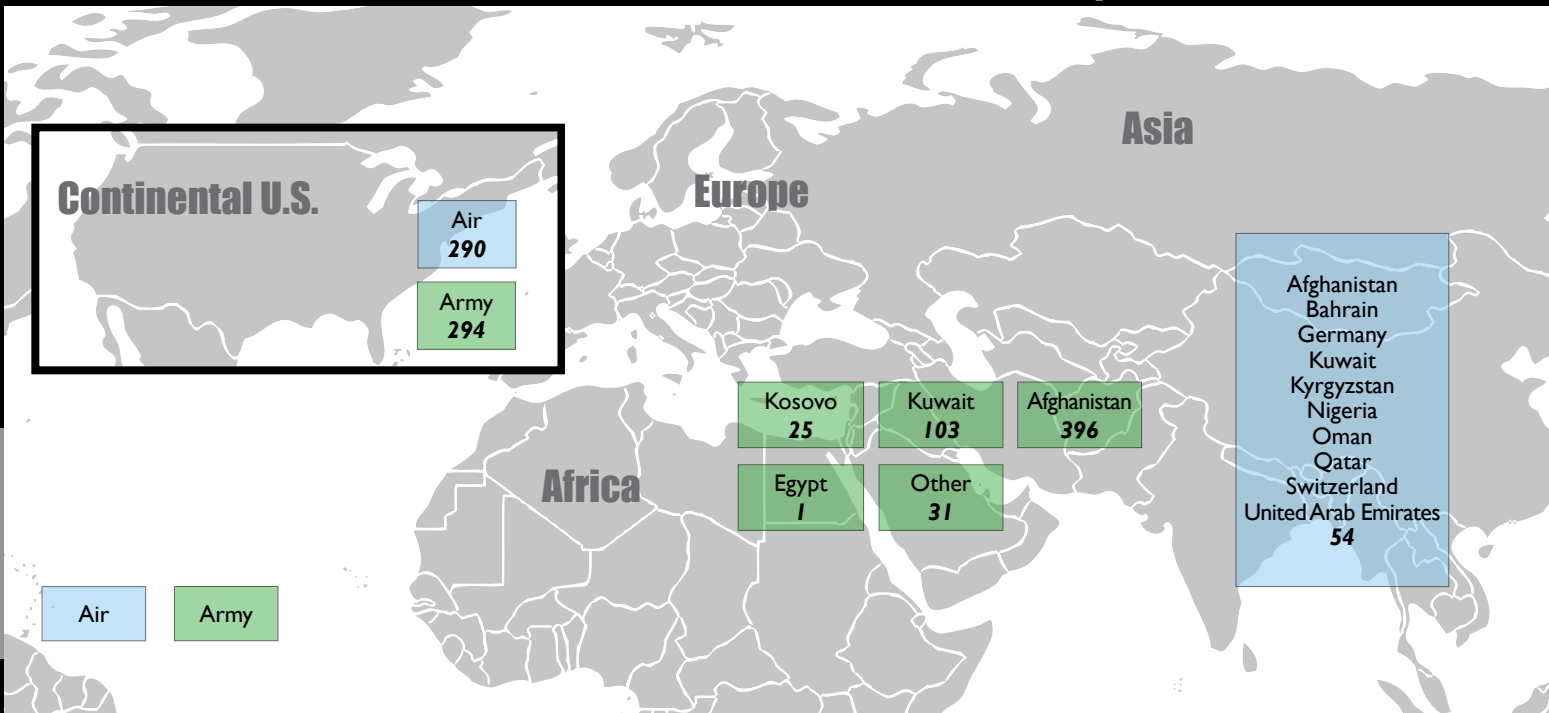 Asia
Continental U.S.
Europe
Air
290
Army
294
Afghanistan
Bahrain
Germany
Kuwait
Kyrgyzstan
Nigeria
Oman
Qatar
Switzerland
United Arab Emirates
54
Kosovo
25
Kuwait
103
Afghanistan
396
Africa
Egypt
1
Other
31
Air
Army